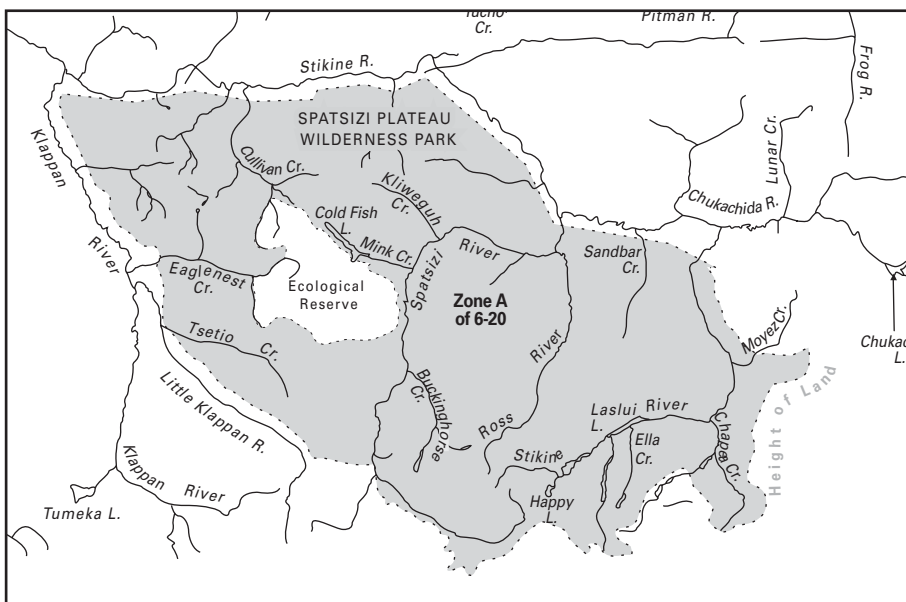 Tucho
Cr.
Pitman R.
Stikine R.
Frog R.
SPATSIZI PLATEAU
WILDERNESS PARK
Klappan
River
Cullivan Cr.
Kliweguh
Cr.
Lunar Cr.
Chukachida R.
Cold Fish
L.
Mink Cr.
Spatsizi
River
Sandbar
Cr.
Eaglenest
Cr.
Ecological
Reserve
Zone A
of 6-20
Tsetio Cr.
Moyez Cr.
L.
Little Klappan R.
Buckinghorse
Cr.
Ross
River
Laslui
L.
River
Height of Land
Ella
Cr.
Chapea Cr.
Stikine
Klappan River
Happy
L.
Tumeka L.